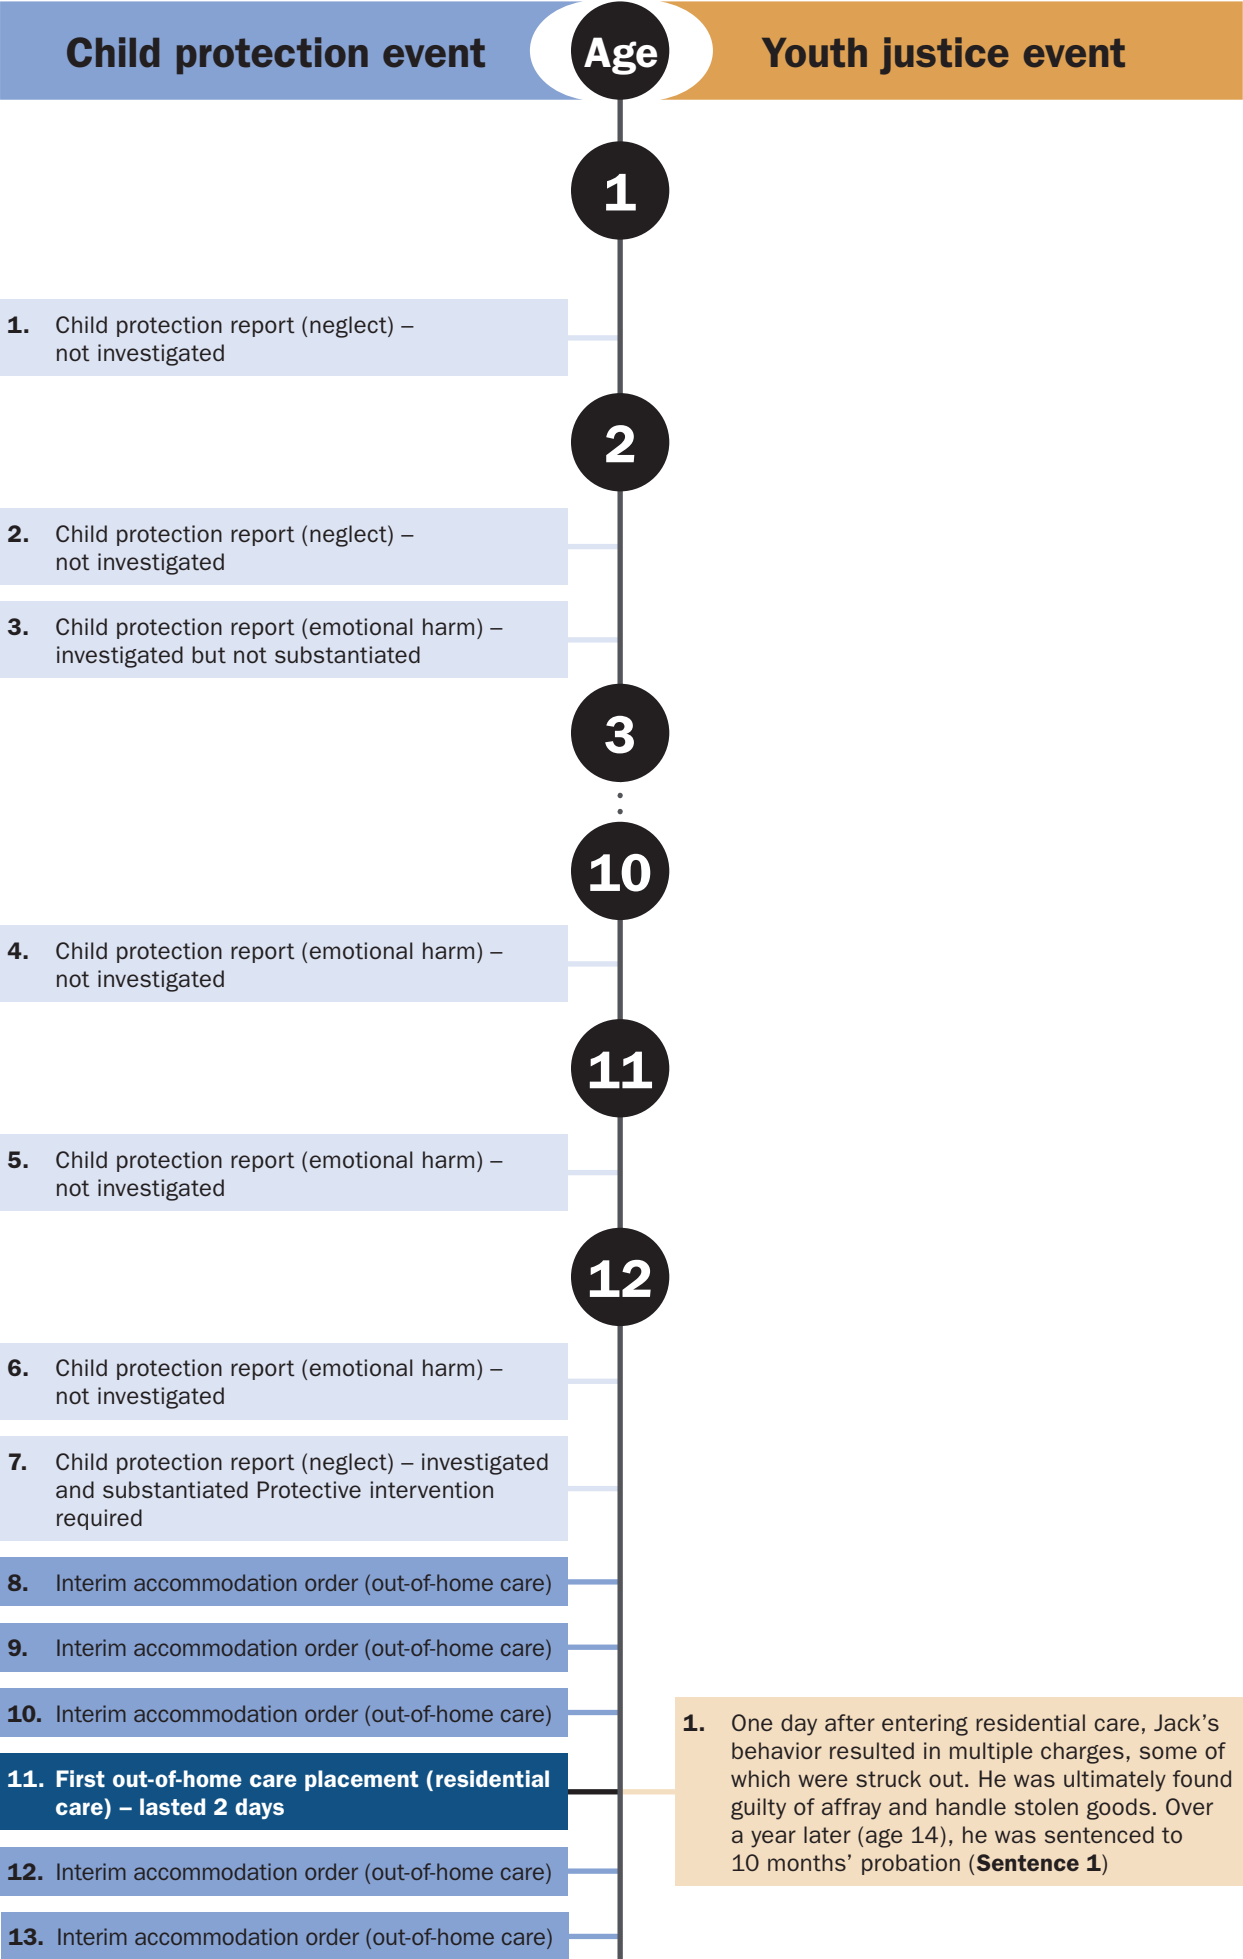 Child protection event
Age
Youth justice event
1
1. Child protection report (neglect) –
not investigated
2
2. Child protection report (neglect) –
not investigated
3. Child protection report (emotional harm) –
investigated but not substantiated
3
10
4. Child protection report (emotional harm) –
not investigated
11
5. Child protection report (emotional harm) –
not investigated
12
6. Child protection report (emotional harm) –
not investigated
7. Child protection report (neglect) – investigated
and substantiated Protective intervention
required
8. Interim accommodation order (out-of-home care)
9. Interim accommodation order (out-of-home care)
10. Interim accommodation order (out-of-home care)
11. First out-of-home care placement (residential
care) – lasted 2 days
1. One day after entering residential care, Jack’s
behavior resulted in multiple charges, some of
which were struck out. He was ultimately found
guilty of affray and handle stolen goods. Over
a year later (age 14), he was sentenced to
10 months’ probation (Sentence 1)
12. Interim accommodation order (out-of-home care)
13. Interim accommodation order (out-of-home care)